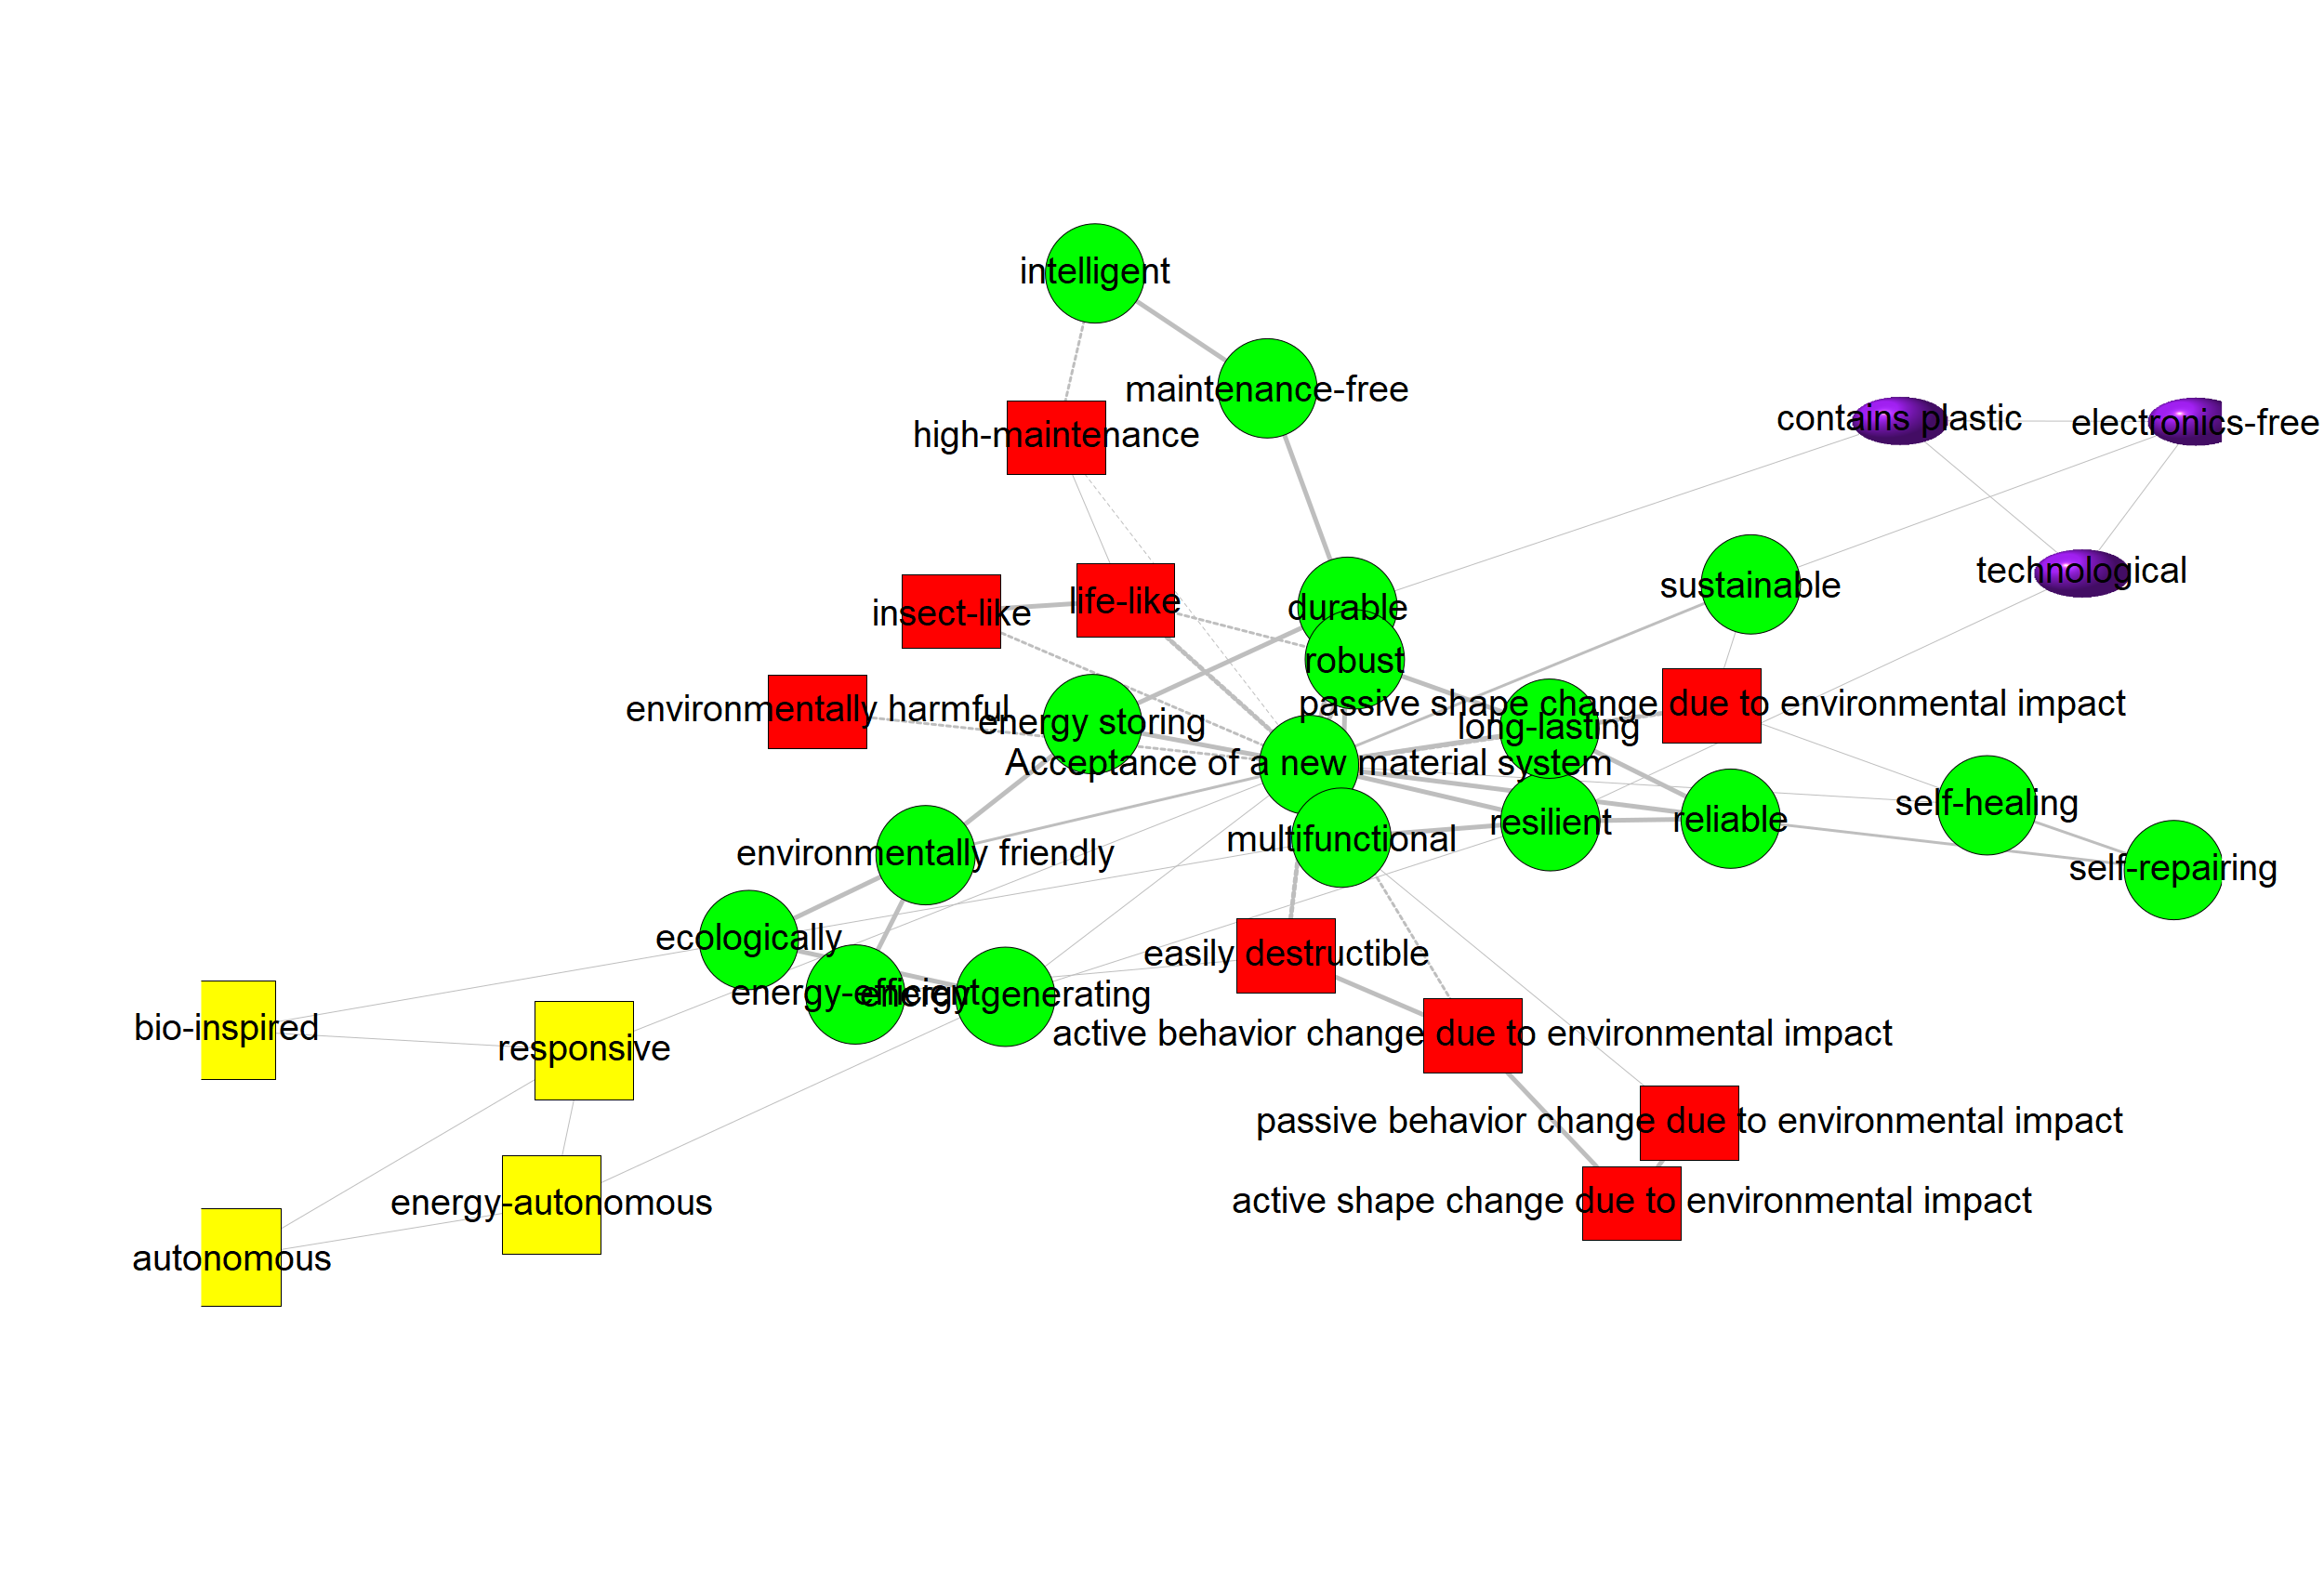 intelligent
maintenance-free
contains plastic
electronics-free
high-maintenance
technological
sustainable
life-like
durable
insect-like
robust
passive shape change due to environmental impact
environmentally harmful
energy storing
long-lasting
Acceptance of a new material system
self-healing
resilient
reliable
multifunctional
environmentally friendly
self-repairing
ecologically
easily destructible
energy-efficient
energy generating
bio-inspired
active behavior change due to environmental impact
responsive
passive behavior change due to environmental impact
active shape change due to environmental impact
energy-autonomous
autonomous